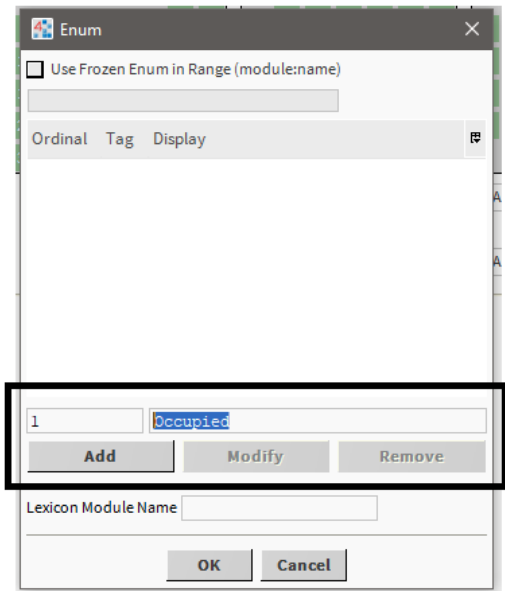 Enum
Use Frozen Enum in Range (module:name)
Ordinal Tag Display
A
A
1 Occupied
Add Modify Remove
Lexicon Module Name
OK Cancel